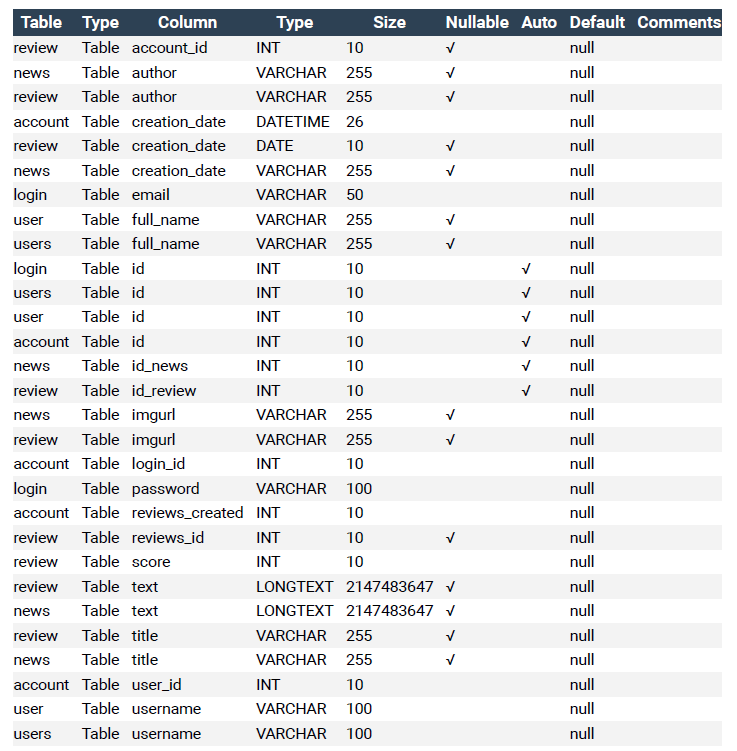 Table Type Column Type Size Nullable Auto Default Comments
review Table account_id INT 10 √ null
news Table author VARCHAR 255 √ null
review Table author VARCHAR 255 √ null
account Table creation_date DATETIME 26 null
review Table creation_date DATE 10 √ null
news Table creation_date VARCHAR 255 √ null
login Table email VARCHAR 50 null
user Table full_name VARCHAR 255 √ null
users Table full_name VARCHAR 255 √ null
login Table id INT 10 √ null
users Table id INT 10 √ null
user Table id INT 10 √ null
account Table id INT 10 √ null
news Table id_news INT 10 √ null
review Table id_review INT 10 √ null
news Table imgurl VARCHAR 255 √ null
review Table imgurl VARCHAR 255 √ null
account Table login_id INT 10 null
login Table password VARCHAR 100 null
account Table reviews_created INT 10 null
review Table reviews_id INT 10 √ null
review Table score INT 10 null
review Table text LONGTEXT 2147483647 √ null
news Table text LONGTEXT 2147483647 √ null
review Table title VARCHAR 255 √ null
news Table title VARCHAR 255 √ null
account Table user_id INT 10 null
user Table username VARCHAR 100 null
users Table username VARCHAR 100 null